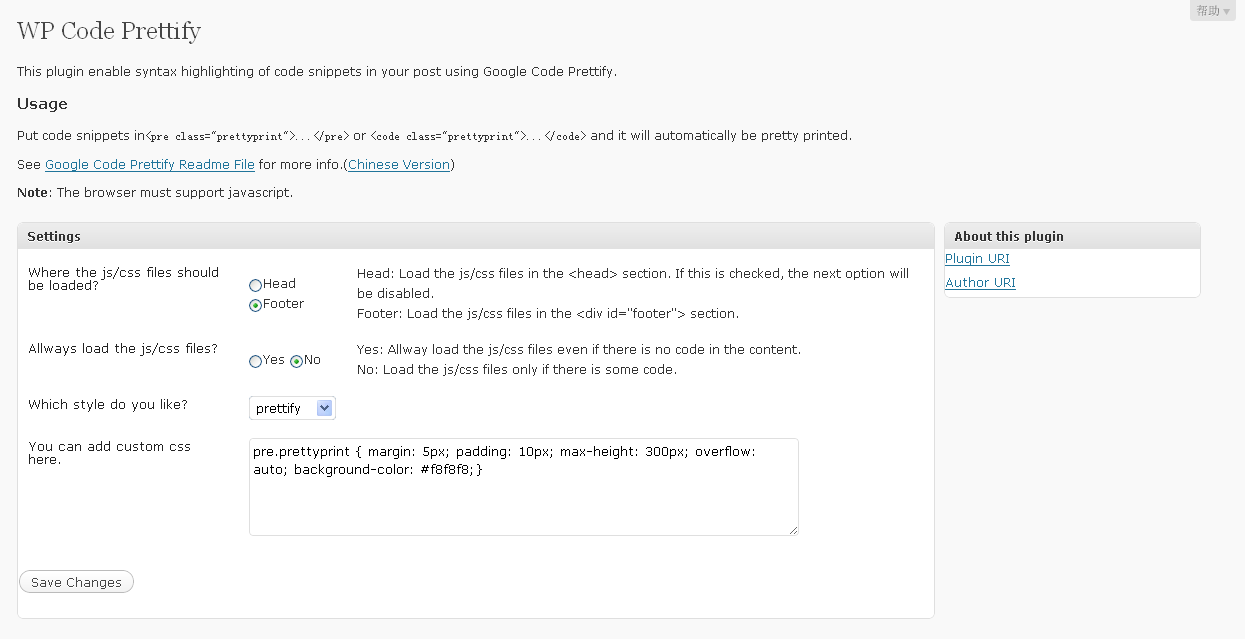 帮助
WP Code Prettify
This plugin enable syntax highlighting of code snippets in your post using Google Code Prettify.
Usage
Put code snippets in<pre class="prettyprint">...</pre> or <code class="prettyprint">...</code> and it will automatically be pretty printed.
See Google Code Prettify Readme File for more info.(Chinese Version)
Note: The browser must support javascript.
Settings
Where the js/css files should
be loaded?
Head
Footer
Head: Load the js/css files in the <head> section. If this is checked, the next option will
be disabled.
Footer: Load the js/css files in the <div id="footer"> section.
Allways load the js/css files?
Yes No
Yes: Allway load the js/css files even if there is no code in the content.
No: Load the js/css files only if there is some code.
Which style do you like?
prettify
You can add custom css
here.
pre.prettyprint { margin: 5px; padding: 10px; max-height: 300px; overflow:
auto; background-color: #f8f8f8;}
Save Changes
About this plugin
Plugin URI
Author URI